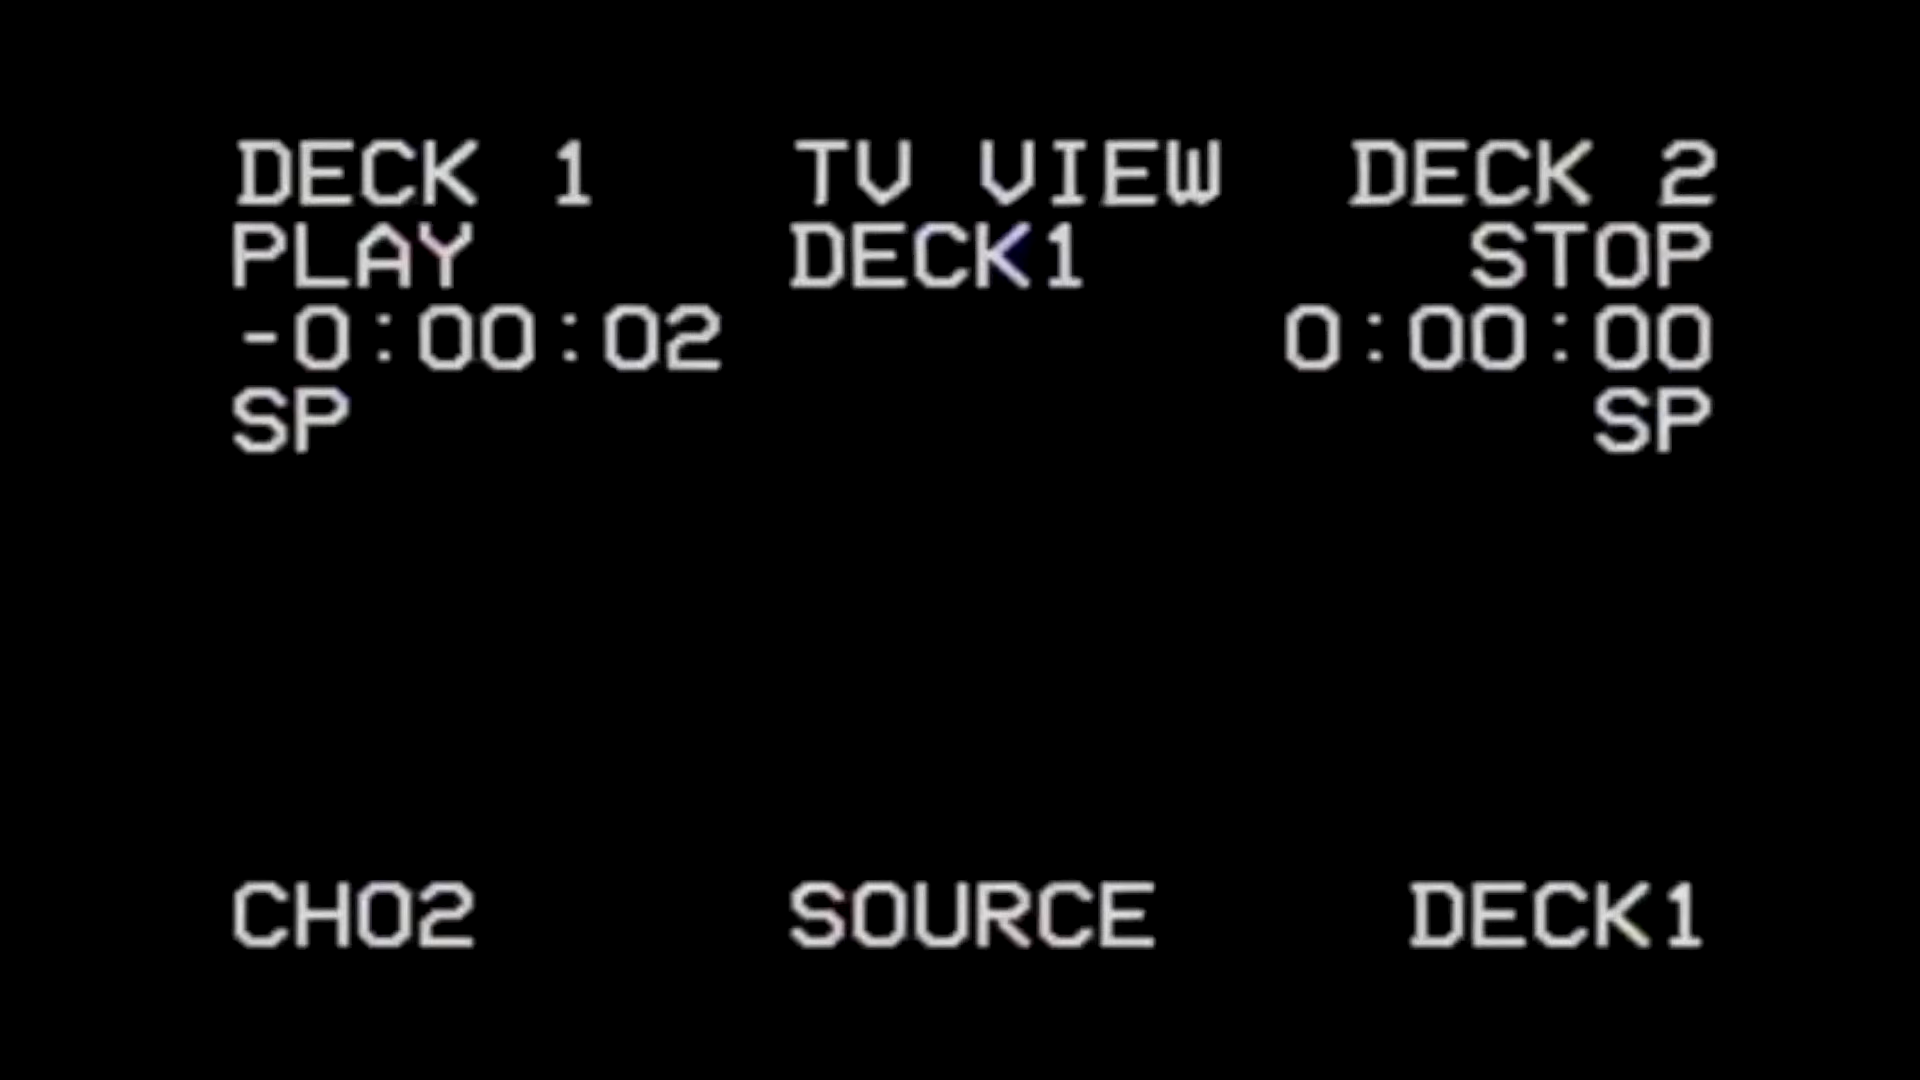 DECK 1 TV VIEW DECK 2
PLAY DECK1 STOP
-0:00:02 0:00:00
SP SP
CH02 SOURCE DECK1